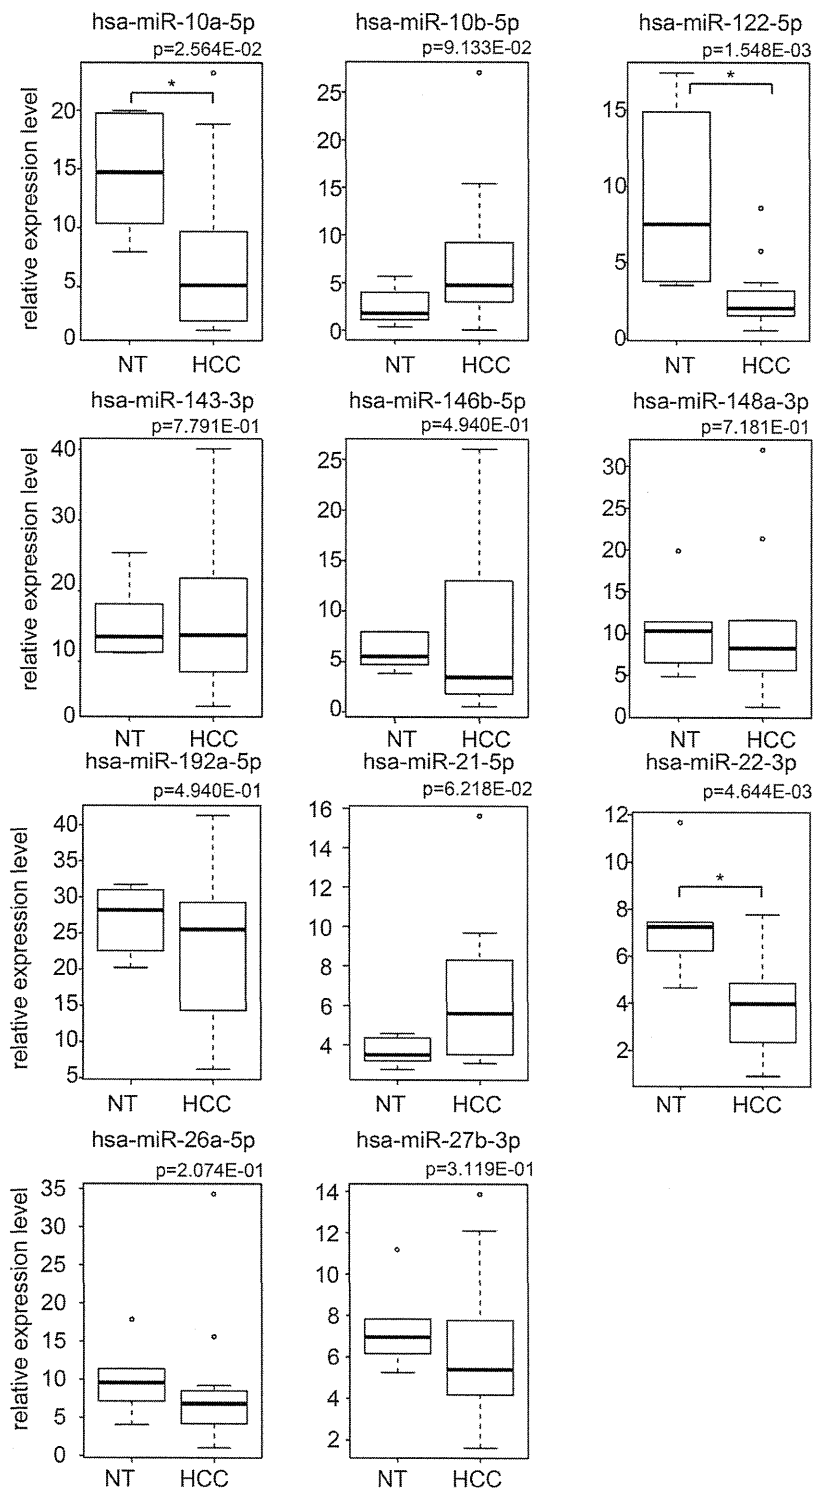 hsa-miR-10a-5p
p=2.564E-02
relative expression level
20
15
10
5
0
*
NT HCC
hsa-miR-10b-5p
p=9.133E-02
25
20
15
10
5
0
NT HCC
hsa-miR-122-5p
p=1.548E-03
15
10
5
0
*
NT HCC
hsa-miR-143-3p
p=7.791E-01
relative expression level
40
30
20
10
0
NT HCC
hsa-miR-146b-5p
p=4.940E-01
25
20
15
10
5
0
NT HCC
hsa-miR-148a-3p
p=7.181E-01
30
25
20
15
10
5
0
NT HCC
hsa-miR-192a-5p
p=4.940E-01
relative expression level
40
35
30
25
20
15
10
5
NT HCC
hsa-miR-21-5p
p=6.218E-02
16
14
12
10
8
6
4
NT HCC
hsa-miR-22-3p
p=4.644E-03
12
10
8
6
4
2
*
NT HCC
hsa-miR-26a-5p
p=2.074E-01
relative expression level
35
30
25
20
15
10
5
0
NT HCC
hsa-miR-27b-3p
p=3.119E-01
14
12
10
8
6
4
2
NT HCC